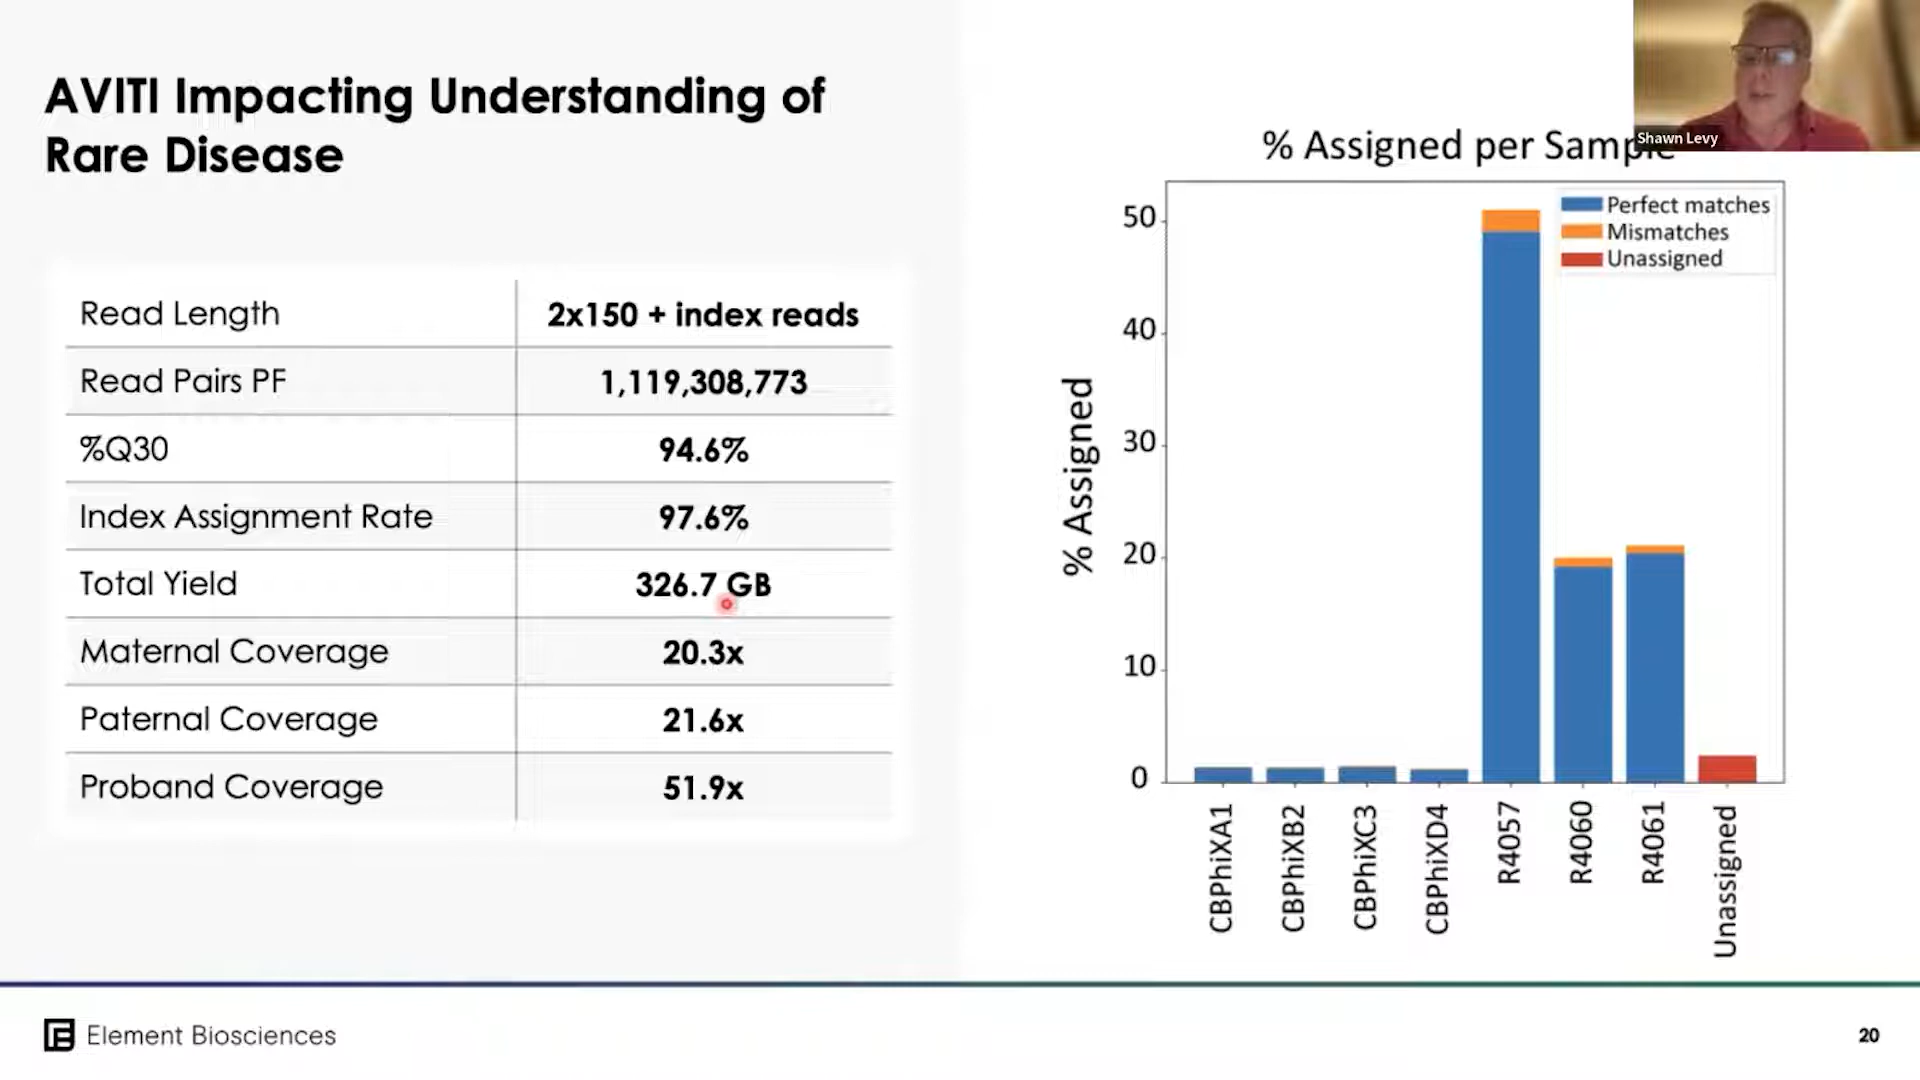 AVITI Impacting Understanding of
Rare Disease
Read Length 2x150 + index reads
Read Pairs PF 1,119,308,773
%Q30 94.6%
Index Assignment Rate 97.6%
Total Yield 326.7 GB
Maternal Coverage 20.3x
Paternal Coverage 21.6x
Proband Coverage 51.9x
Shawn Levy
% Assigned per Sample
Perfect matches
Mismatches
Unassigned
% Assigned
50
40
30
20
10
0
CBPhiXA1
CBPhiXB2
CBPhiXC3
CBPhiXD4
R4057
R4060
R4061
Unassigned
Element Biosciences
20